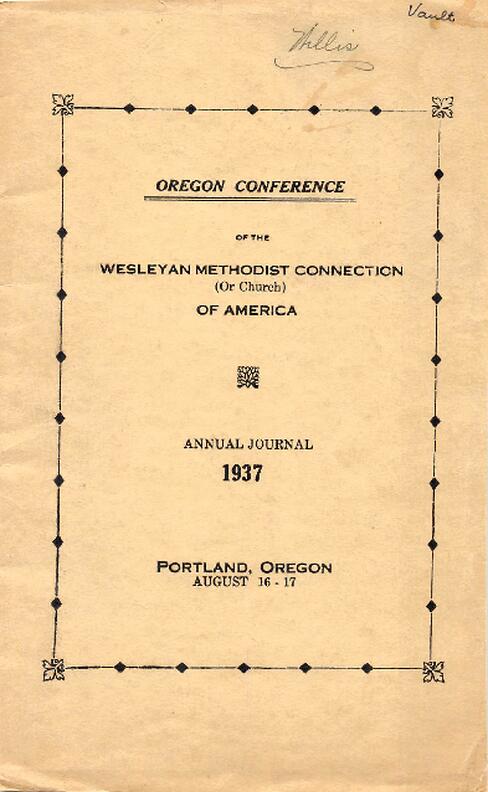 Vault
Willis
OREGON CONFERENCE
OF THE
WESLEYAN METHODIST CONNECTION
(Or Church)
OF AMERICA
ANNUAL JOURNAL
1937
PORTLAND, OREGON
AUGUST 16 - 17